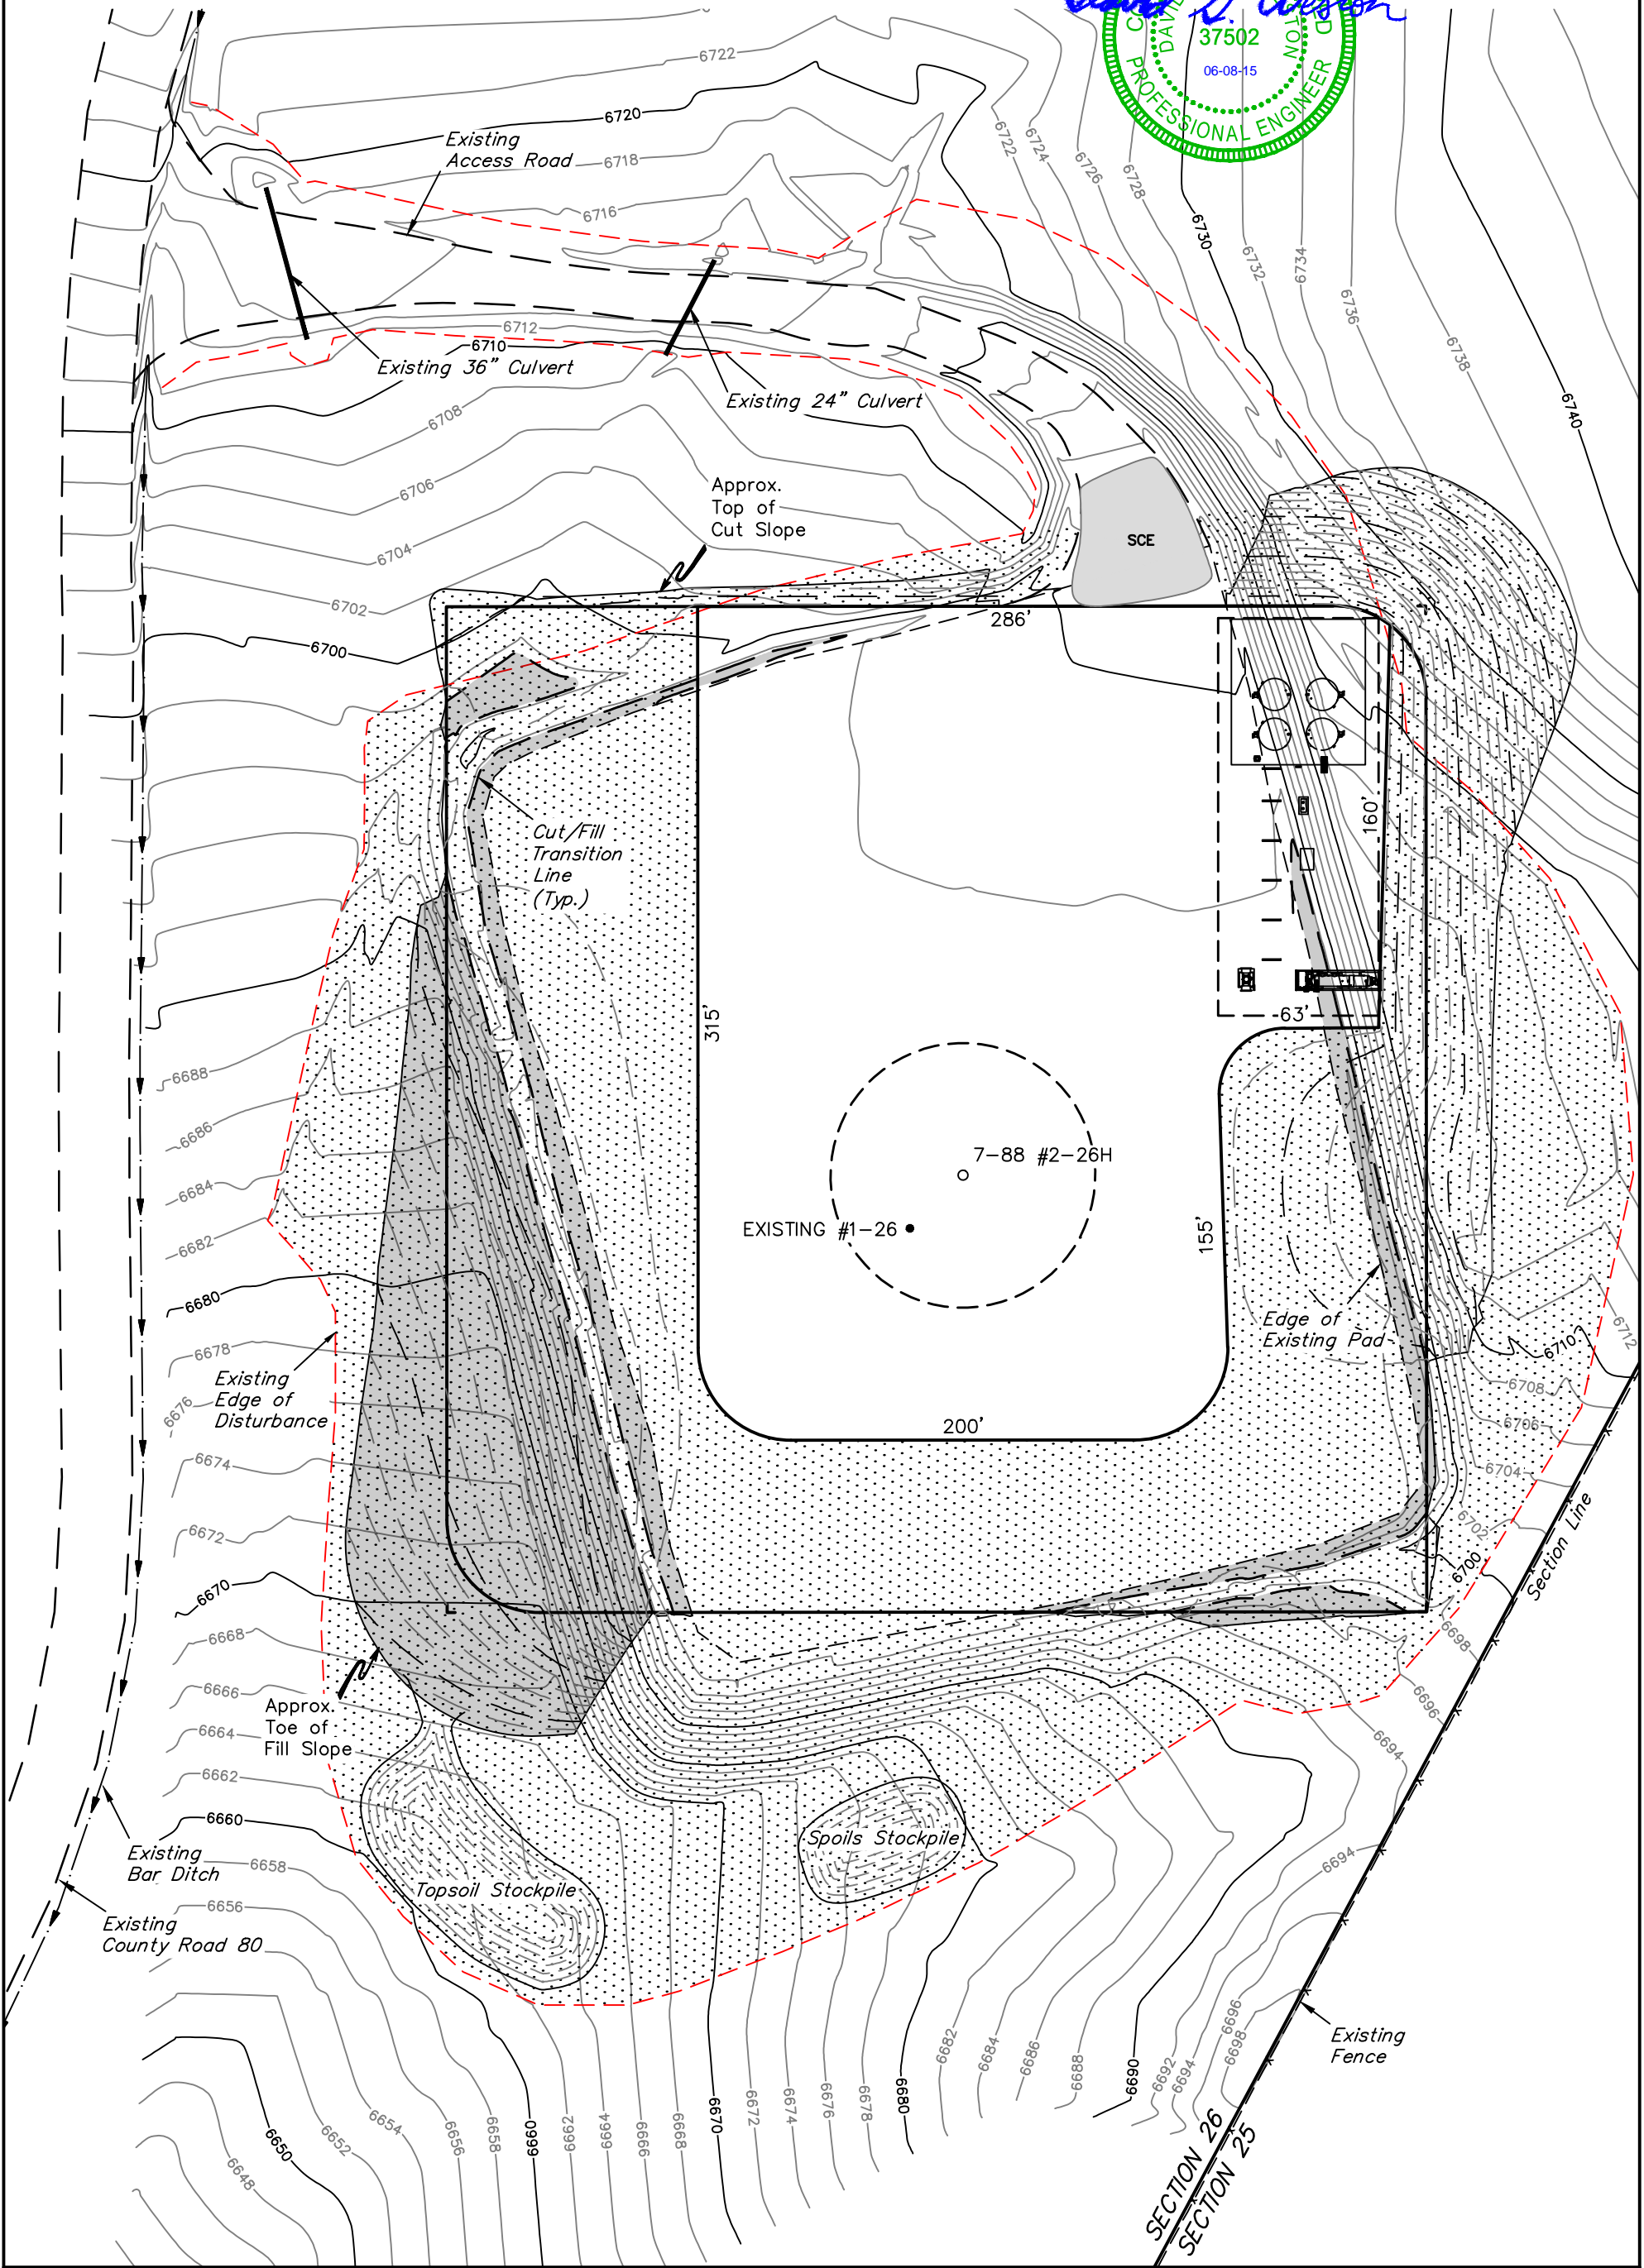 David G. Weston
DAVI
37502
06-08-15
PROFESSIONAL ENGINEER
6722
6720
6718
6716
Existing
Access Road
6722
6724
6726
6728
6730
6732
6734
6736
6738
6740
6712
6710
Existing 36" Culvert
Existing 24" Culvert
6708
6706
6704
6702
6700
Approx.
Top of
Cut Slope
SCE
286'
Cut/Fill
Transition
Line
(Typ.)
160'
63'
315'
7-88 #2-26H
EXISTING #1-26
155'
Edge of
Existing Pad
200'
6688
6686
6684
6682
6680
6678
6676
6674
6672
6670
6668
6666
6664
6662
6660
6658
6656
Existing
Edge of
Disturbance
6712
6710
6708
6706
6704
6702
6700
6698
6696
6694
6694
Section Line
Approx.
Toe of
Fill Slope
Existing
Bar Ditch
Existing
County Road 80
Topsoil Stockpile
Spoils Stockpile
Existing
Fence
6648
6650
6652
6654
6656
6658
6660
6662
6664
6666
6668
6670
6672
6674
6676
6678
6680
6682
6684
6686
6688
6690
6692
6694
6696
6698
SECTION 26
SECTION 25